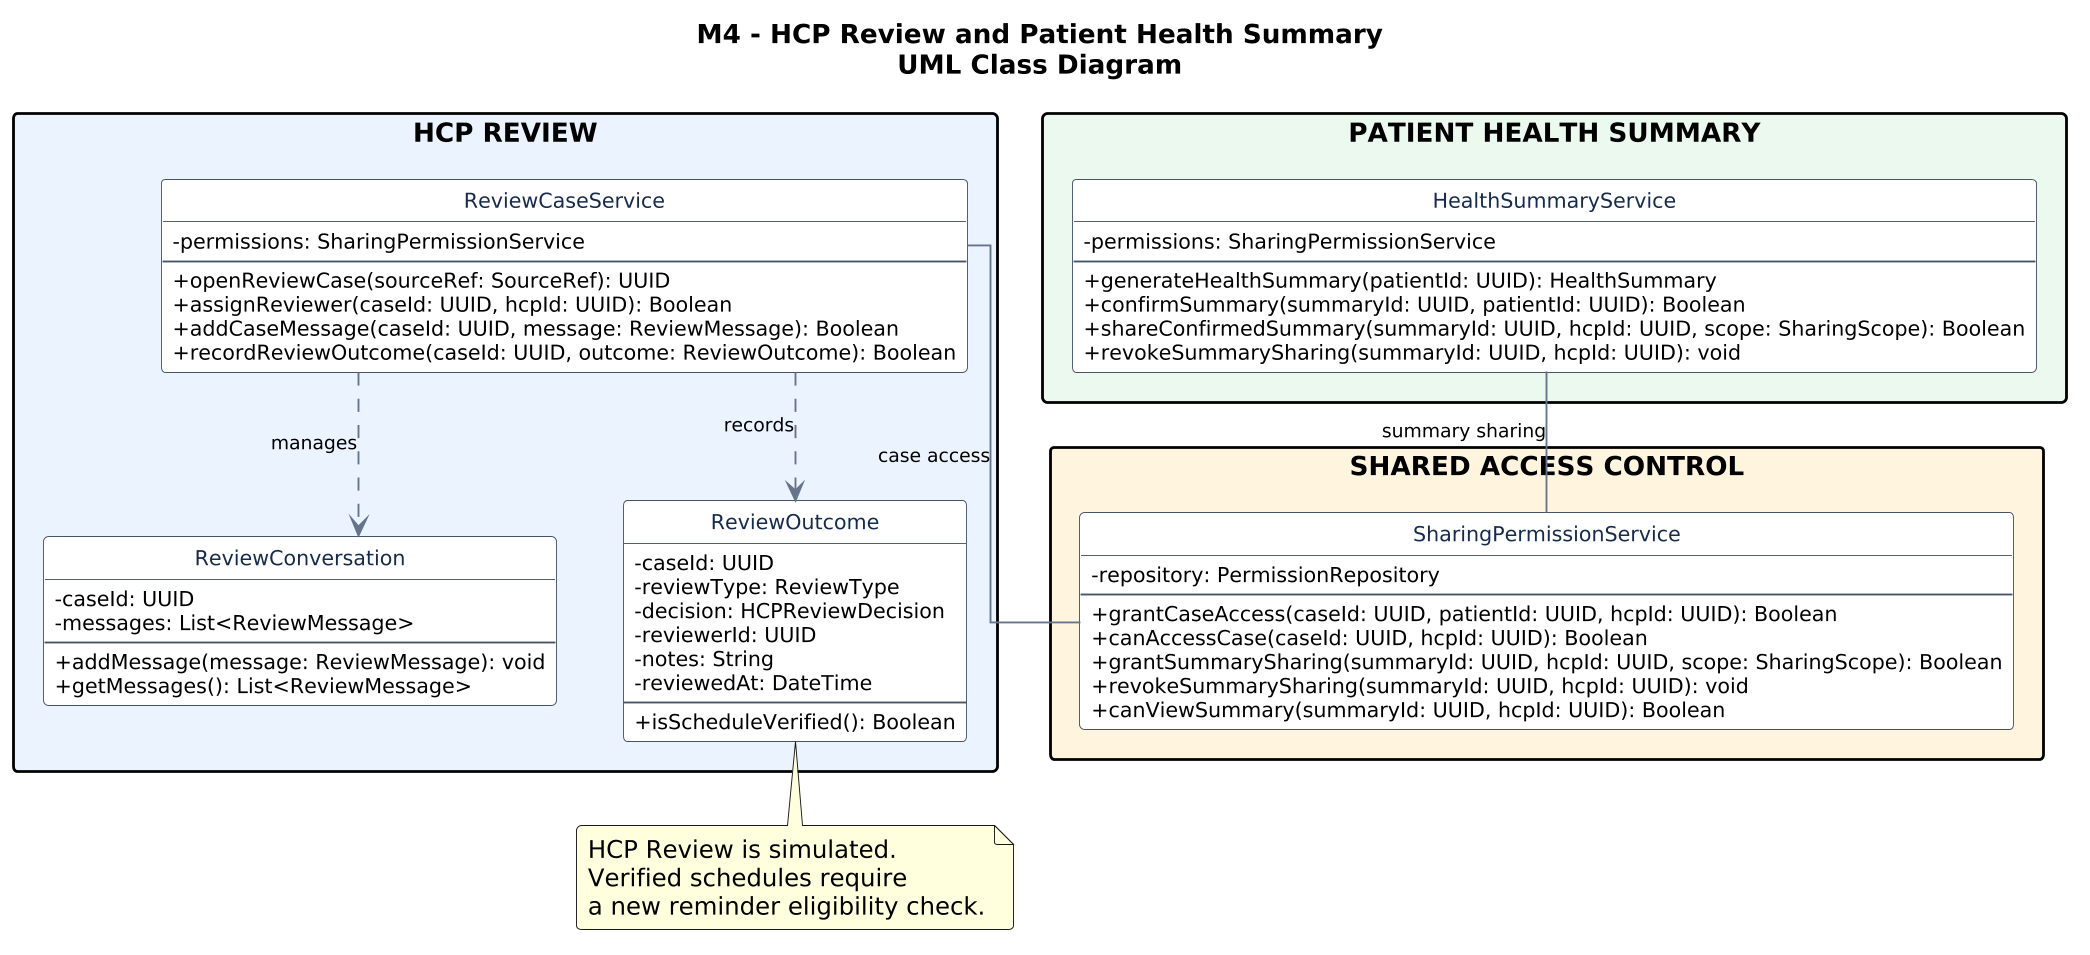 M4 - HCP Review and Patient Health Summary
UML Class Diagram
HCP REVIEW
ReviewCaseService
-permissions: SharingPermissionService
+openReviewCase(sourceRef: SourceRef): UUID
+assignReviewer(caseId: UUID, hcpId: UUID): Boolean
+addCaseMessage(caseId: UUID, message: ReviewMessage): Boolean
+recordReviewOutcome(caseId: UUID, outcome: ReviewOutcome): Boolean
manages
records
case access
ReviewConversation
-caseId: UUID
-messages: List<ReviewMessage>
+addMessage(message: ReviewMessage): void
+getMessages(): List<ReviewMessage>
ReviewOutcome
-caseId: UUID
-reviewType: ReviewType
-decision: HCPReviewDecision
-reviewerId: UUID
-notes: String
-reviewedAt: DateTime
+isScheduleVerified(): Boolean
HCP Review is simulated.
Verified schedules require
a new reminder eligibility check.
PATIENT HEALTH SUMMARY
HealthSummaryService
-permissions: SharingPermissionService
+generateHealthSummary(patientId: UUID): HealthSummary
+confirmSummary(summaryId: UUID, patientId: UUID): Boolean
+shareConfirmedSummary(summaryId: UUID, hcpId: UUID, scope: SharingScope): Boolean
+revokeSummarySharing(summaryId: UUID, hcpId: UUID): void
summary sharing
SHARED ACCESS CONTROL
SharingPermissionService
-repository: PermissionRepository
+grantCaseAccess(caseId: UUID, patientId: UUID, hcpId: UUID): Boolean
+canAccessCase(caseId: UUID, hcpId: UUID): Boolean
+grantSummarySharing(summaryId: UUID, hcpId: UUID, scope: SharingScope): Boolean
+revokeSummarySharing(summaryId: UUID, hcpId: UUID): void
+canViewSummary(summaryId: UUID, hcpId: UUID): Boolean